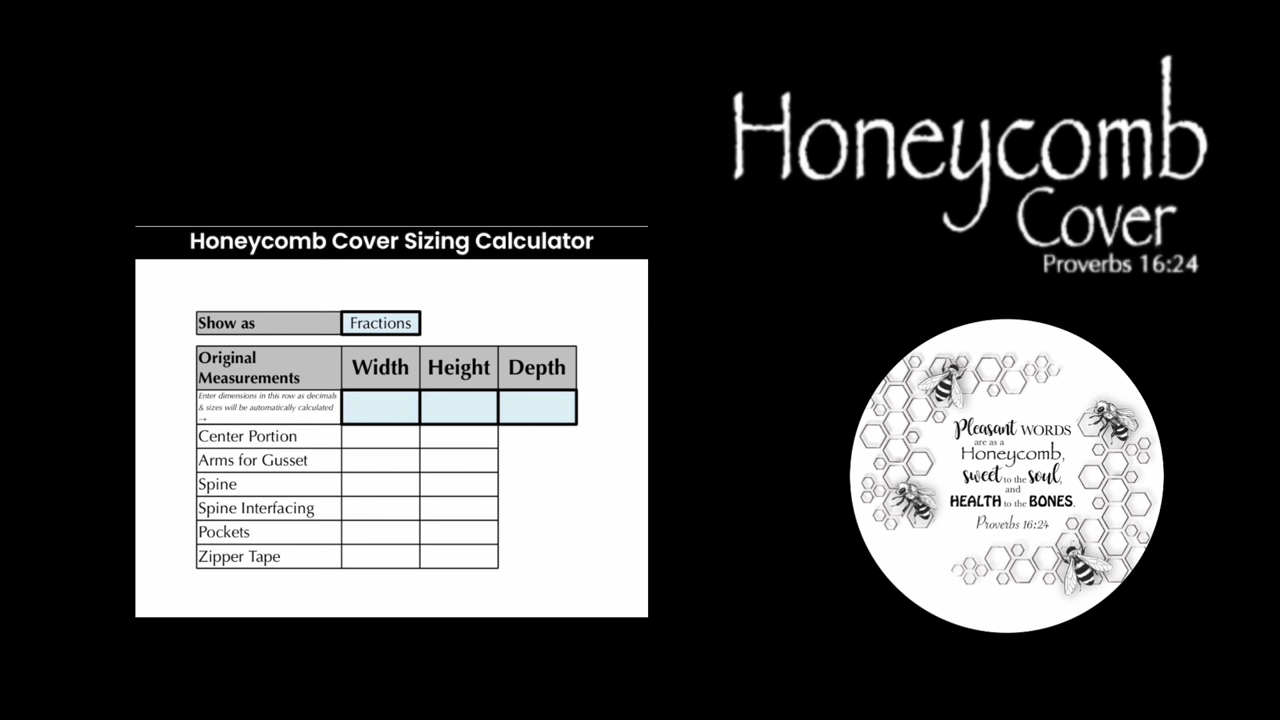 Honeycomb
Cover
Proverbs 16:24
Honeycomb Cover Sizing Calculator
Show as Fractions
Original
Measurements Width Height Depth
Enter dimensions in this row as decimals
& sizes will be automatically calculated
→
Center Portion
Arms for Gusset
Spine
Spine Interfacing
Pockets
Zipper Tape
Pleasant WORDS
are as a
Honeycomb,
sweet to the soul,
and
HEALTH to the BONES.
Proverbs 16:24